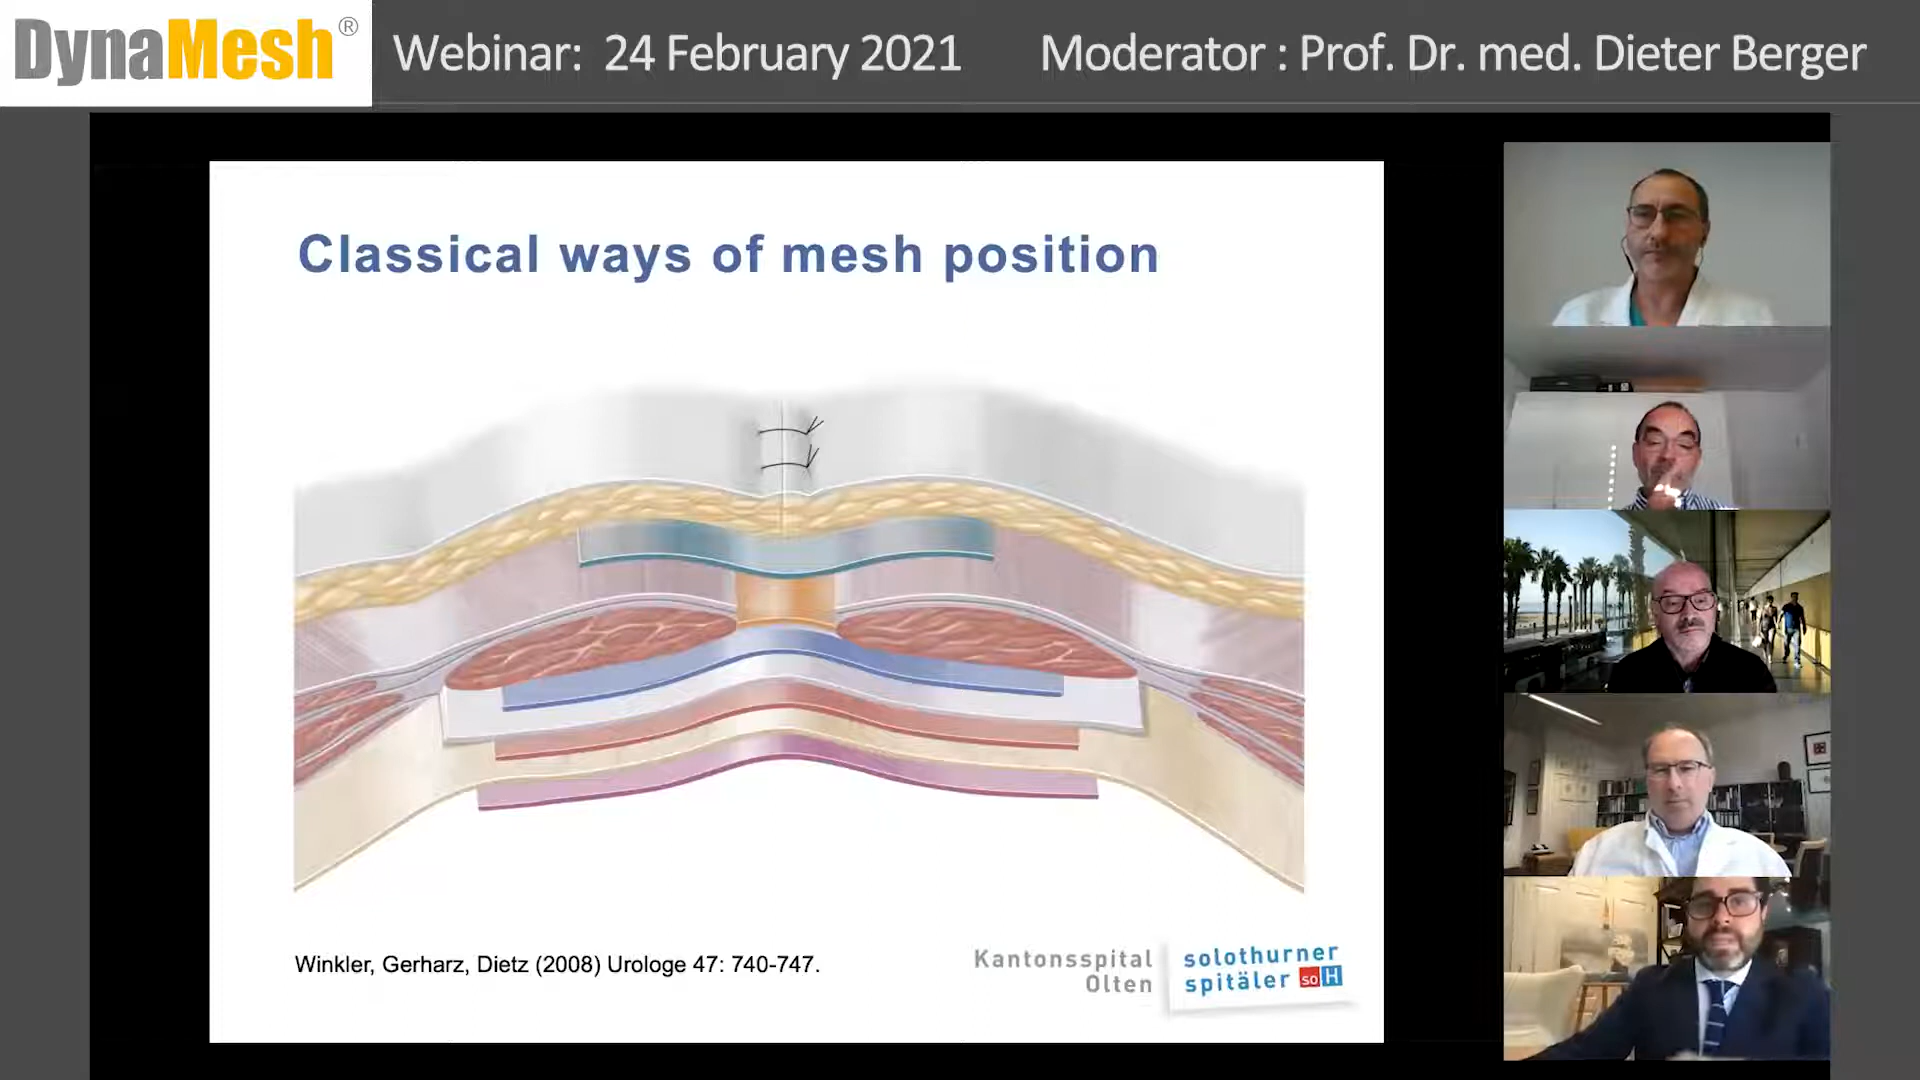 DynaMesh®
Webinar: 24 February 2021
Moderator : Prof. Dr. med. Dieter Berger
Classical ways of mesh position
Winkler, Gerharz, Dietz (2008) Urologe 47: 740-747.
Kantonsspital
Olten
solothurner
spitäler soH